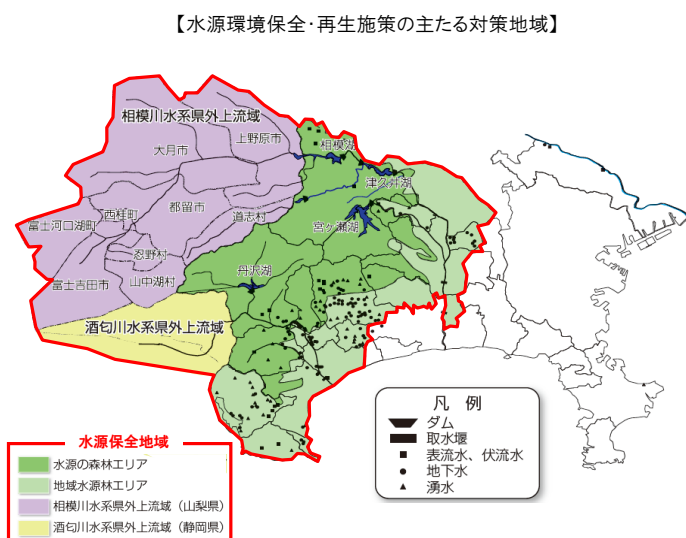 【水源環境保全・再生施策の主たる対策地域】
相模川水系県外上流域
上野原市
大月市
相模湖
津久井湖
都留市
西桂町
道志村
宮ヶ瀬湖
富士河口湖町
忍野村
丹沢湖
富士吉田市
山中湖村
酒匂川水系県外上流域
凡 例
ダム
取水堰
表流水、伏流水
地下水
湧水
水源保全地域
水源の森林エリア
地域水源林エリア
相模川水系県外上流域（山梨県）
酒匂川水系県外上流域（静岡県）